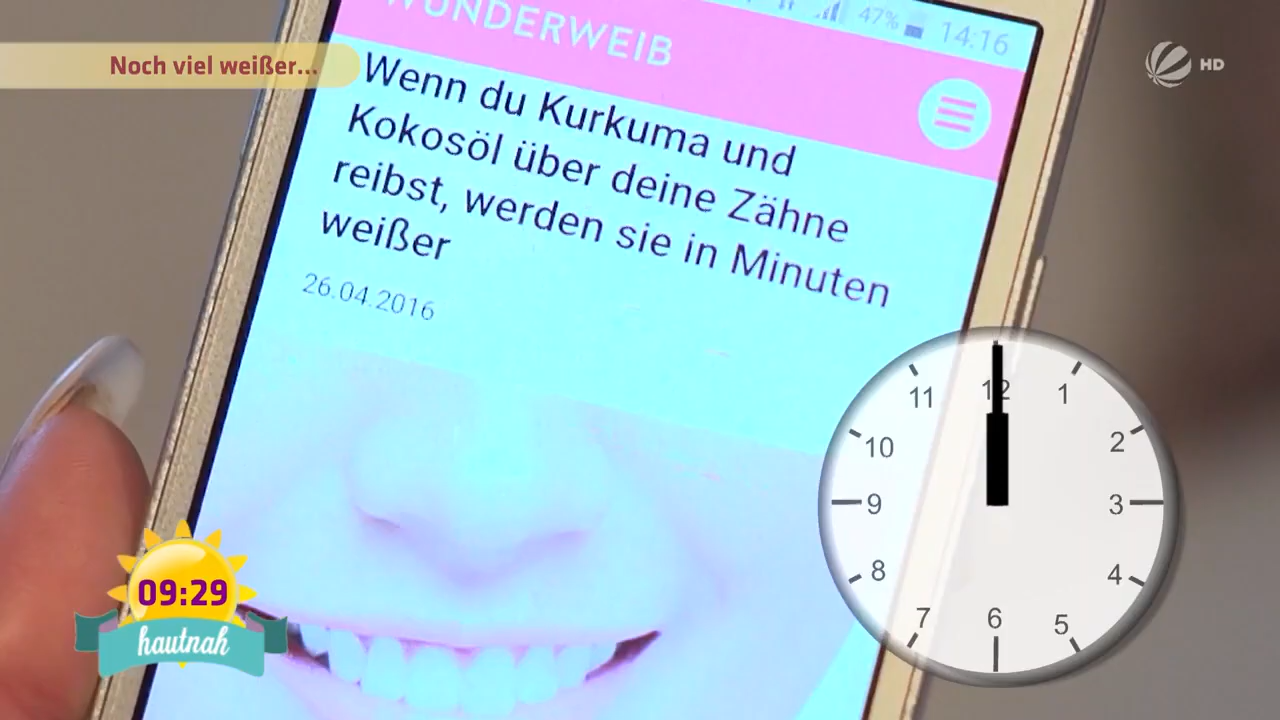 Noch viel weißer...
HD
WUNDERWEIB
47%
14:16
Wenn du Kurkuma und
Kokosöl über deine Zähne
reibst, werden sie in Minuten
weißer
26.04.2016
11
12
1
10
2
9
3
8
4
7
6
5
09:29
hautnah